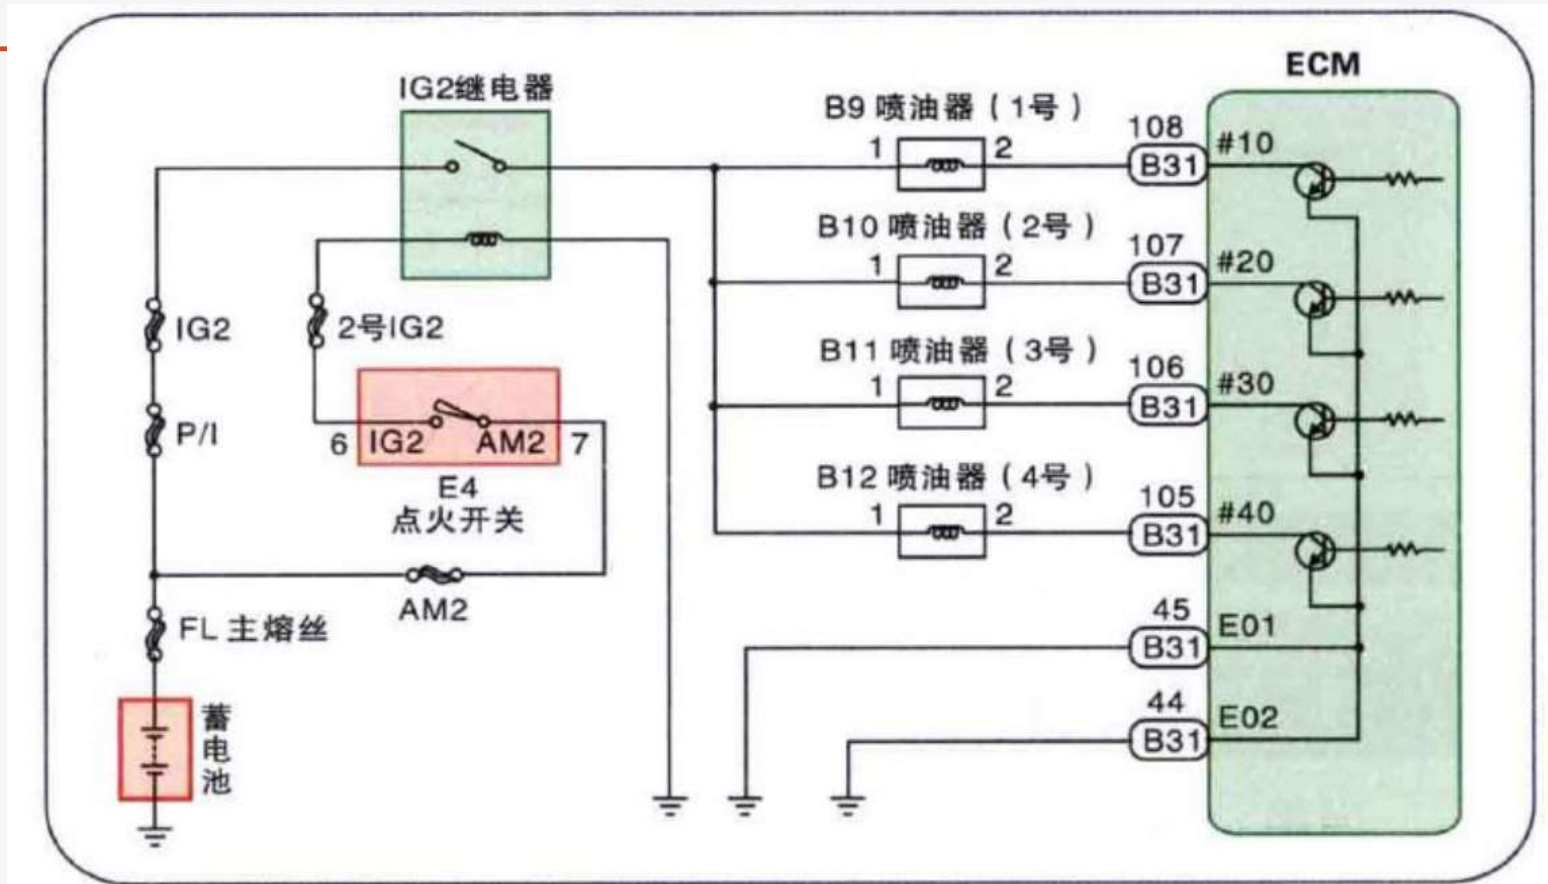 ECM
IG2继电器
B9 喷油器 ( 1号 )
1 2
108
B31
#10
B10 喷油器 ( 2号 )
1 2
107
B31
#20
IG2
2号IG2
B11 喷油器 ( 3号 )
1 2
106
B31
#30
P/I
6 IG2 AM2 7
E4
点火开关
B12 喷油器 ( 4号 )
1 2
105
B31
#40
AM2
FL 主熔丝
45
B31
E01
44
B31
E02
蓄电池